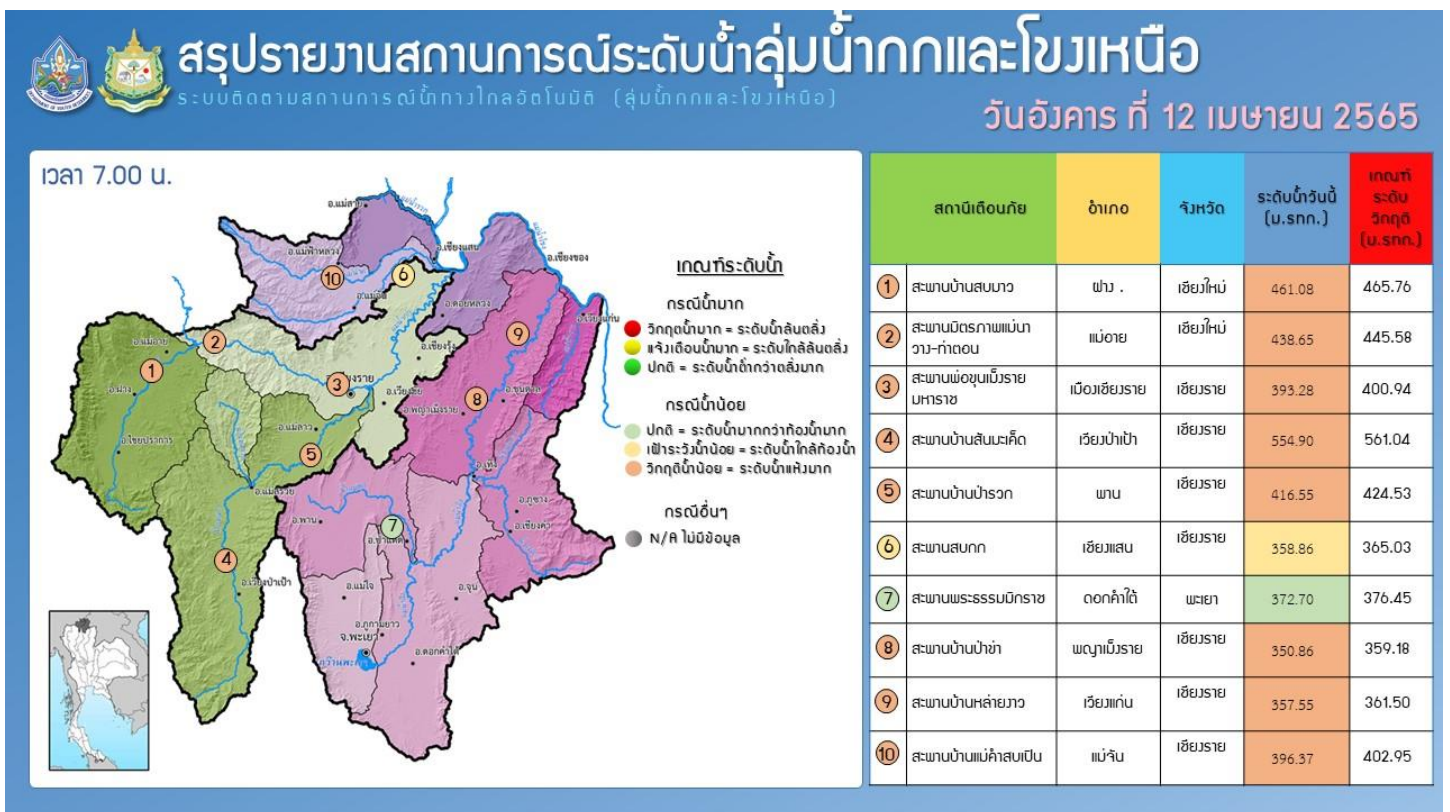 สรุปรายงานสถานการณ์ระดับน้ำลุ่มน้ำกกและโขงเหนือ
ระบบติดตามสถานการณ์น้ำทางไกลอัตโนมัติ (ลุ่มน้ำกกและโขงเหนือ)
วันอังคาร ที่ 12 เมษายน 2565
เวลา 7.00 น.
อ.แม่สาย
อ.แม่ฟ้าหลวง
อ.เชียงแสน
อ.เชียงของ
10
6
อ.ดอยหลวง
9
อ.แม่อาย
2
อ.เชียงรุ้ง
1
3
อ.ฝาง
8
อ.ขุนตาล
อ.พญาเม็งราย
อ.แม่ลาว
อ.ไชยปราการ
5
อ.เทิง
อ.แม่สรวย
อ.พาน
7
อ.ป่าแดด
อ.ภูซาง
อ.เชียงคำ
4
อ.เวียงป่าเป้า
อ.แม่ใจ
อ.จุน
อ.ภูกามยาว
จ.พะเยา
อ.ดอกคำใต้
เกณฑ์ระดับน้ำ
กรณีน้ำมาก
วิกฤตน้ำมาก = ระดับน้ำล้นตลิ่ง
แจ้งเตือนน้ำมาก = ระดับใกล้ล้นตลิ่ง
ปกติ = ระดับน้ำต่ำกว่าตลิ่งมาก
กรณีน้ำน้อย
ปกติ = ระดับน้ำมากกว่าท้องน้ำมาก
เฝ้าระวังน้ำน้อย = ระดับน้ำใกล้ท้องน้ำ
วิกฤติน้ำน้อย = ระดับน้ำแห้งมาก
กรณีอื่นๆ
N/A ไม่มีข้อมูล
สถานีเตือนภัย อำเภอ จังหวัด ระดับน้ำวันนี้ (ม.รทก.) เกณฑ์ระดับวิกฤติ (ม.รทก.)
1 สะพานบ้านสบมาว ฝาง . เชียงใหม่ 461.08 465.76
2 สะพานมิตรภาพแม่นาวาง-ท่าตอน แม่อาย เชียงใหม่ 438.65 445.58
3 สะพานพ่อขุนเม็งรายมหาราช เมืองเชียงราย เชียงราย 393.28 400.94
4 สะพานบ้านสันมะเค็ด เวียงป่าเป้า เชียงราย 554.90 561.04
5 สะพานบ้านป่ารวก พาน เชียงราย 416.55 424.53
6 สะพานสบกก เชียงแสน เชียงราย 358.86 365.03
7 สะพานพระธรรมมิกราช ดอกคำใต้ พะเยา 372.70 376.45
8 สะพานบ้านป่าข่า พญาเม็งราย เชียงราย 350.86 359.18
9 สะพานบ้านหล่ายงาว เวียงแก่น เชียงราย 357.55 361.50
10 สะพานบ้านแม่คำสบเปิน แม่จัน เชียงราย 396.37 402.95